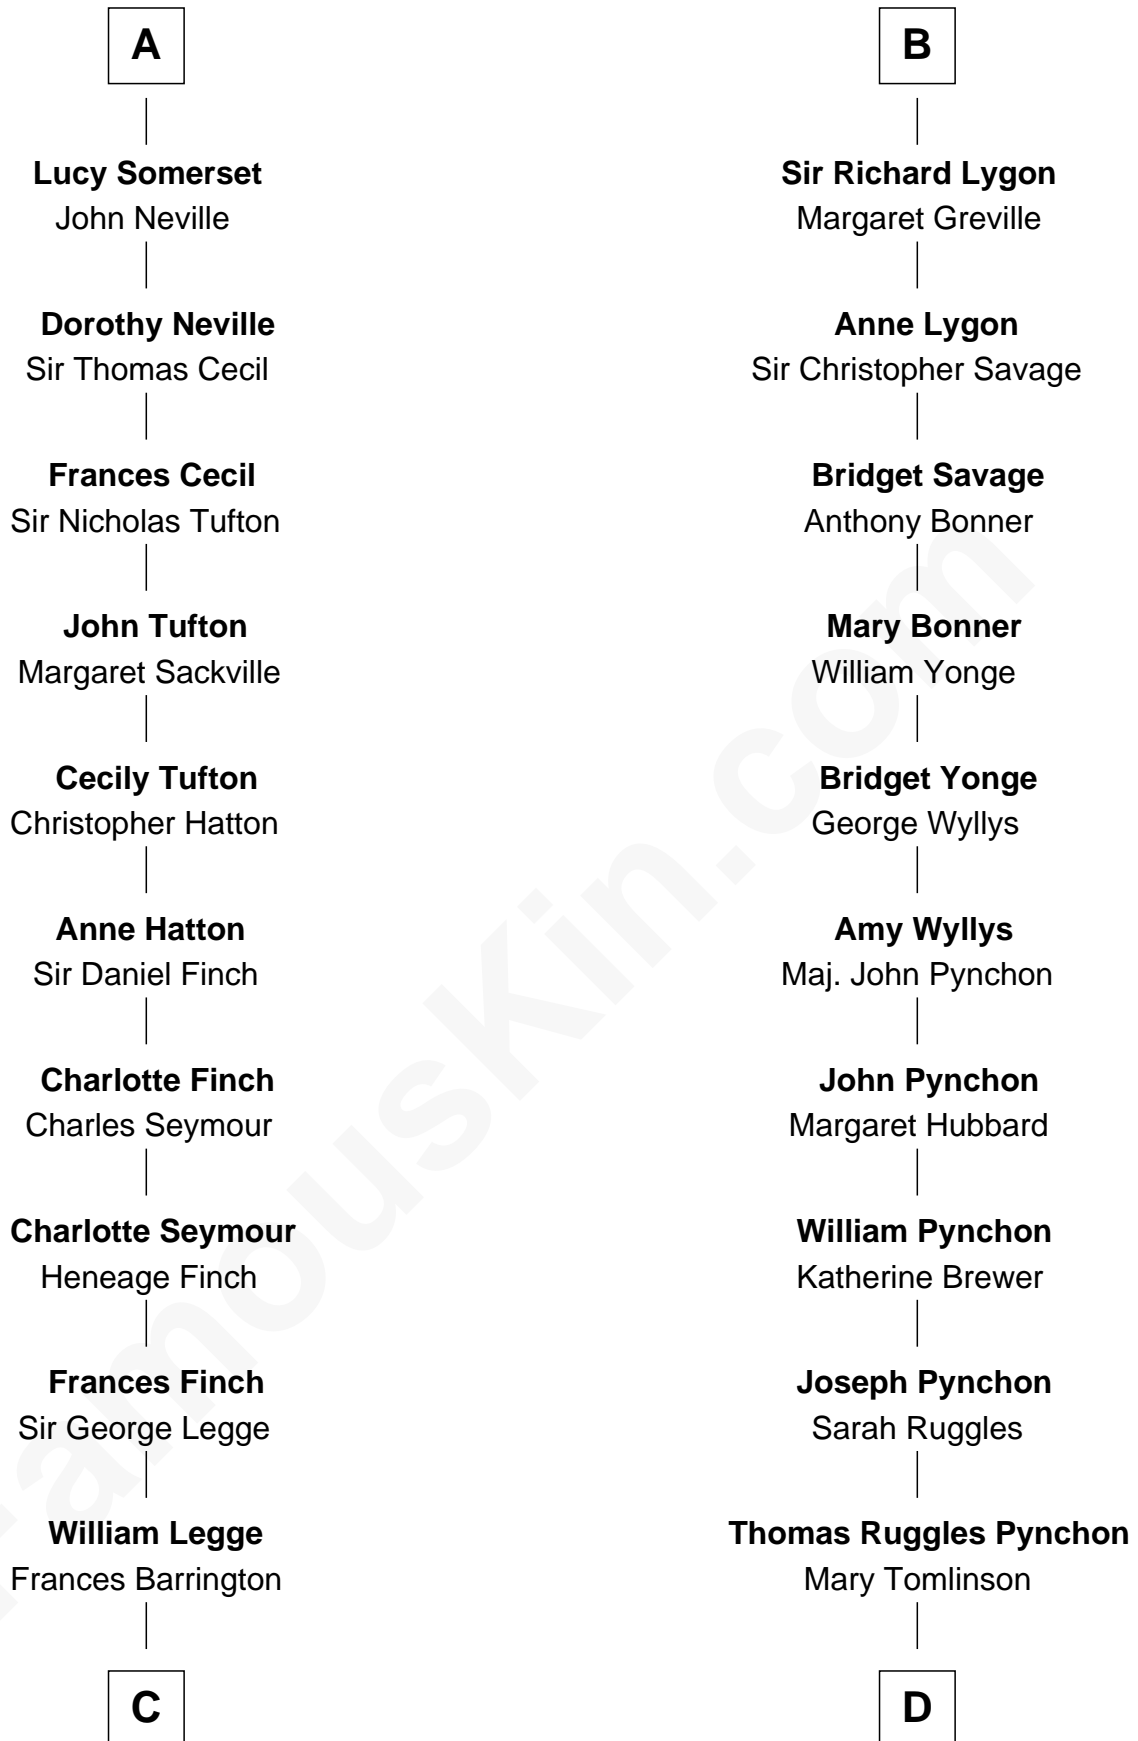 A
Lucy Somerset
John Neville
Dorothy Neville
Sir Thomas Cecil
Frances Cecil
Sir Nicholas Tufton
John Tufton
Margaret Sackville
Cecily Tufton
Christopher Hatton
Anne Hatton
Sir Daniel Finch
Charlotte Finch
Charles Seymour
Charlotte Seymour
Heneage Finch
Frances Finch
Sir George Legge
William Legge
Frances Barrington
C
B
Sir Richard Lygon
Margaret Greville
Anne Lygon
Sir Christopher Savage
Bridget Savage
Anthony Bonner
Mary Bonner
William Yonge
Bridget Yonge
George Wyllys
Amy Wyllys
Maj. John Pynchon
John Pynchon
Margaret Hubbard
William Pynchon
Katherine Brewer
Joseph Pynchon
Sarah Ruggles
Thomas Ruggles Pynchon
Mary Tomlinson
D
FamousKin.com